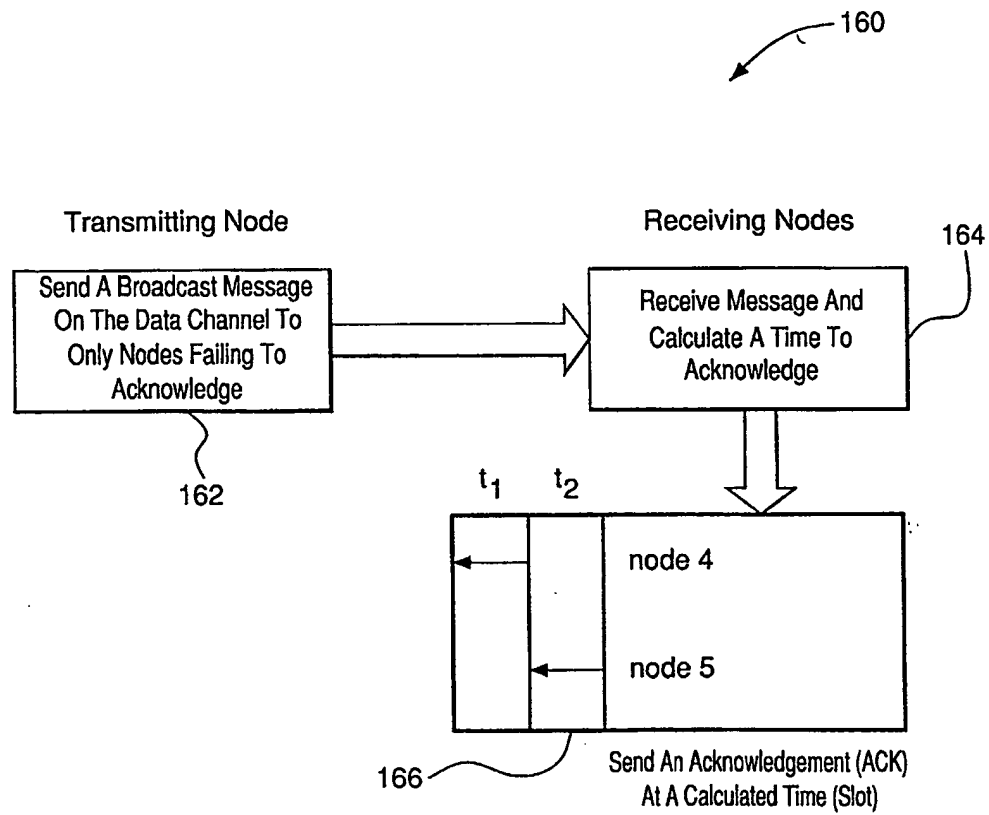 160
Transmitting Node
Receiving Nodes
164
Send A Broadcast Message
On The Data Channel To
Only Nodes Failing To
Acknowledge
Receive Message And
Calculate A Time To
Acknowledge
162
t1
t2
node 4
node 5
166
Send An Acknowledgement (ACK)
At A Calculated Time (Slot)